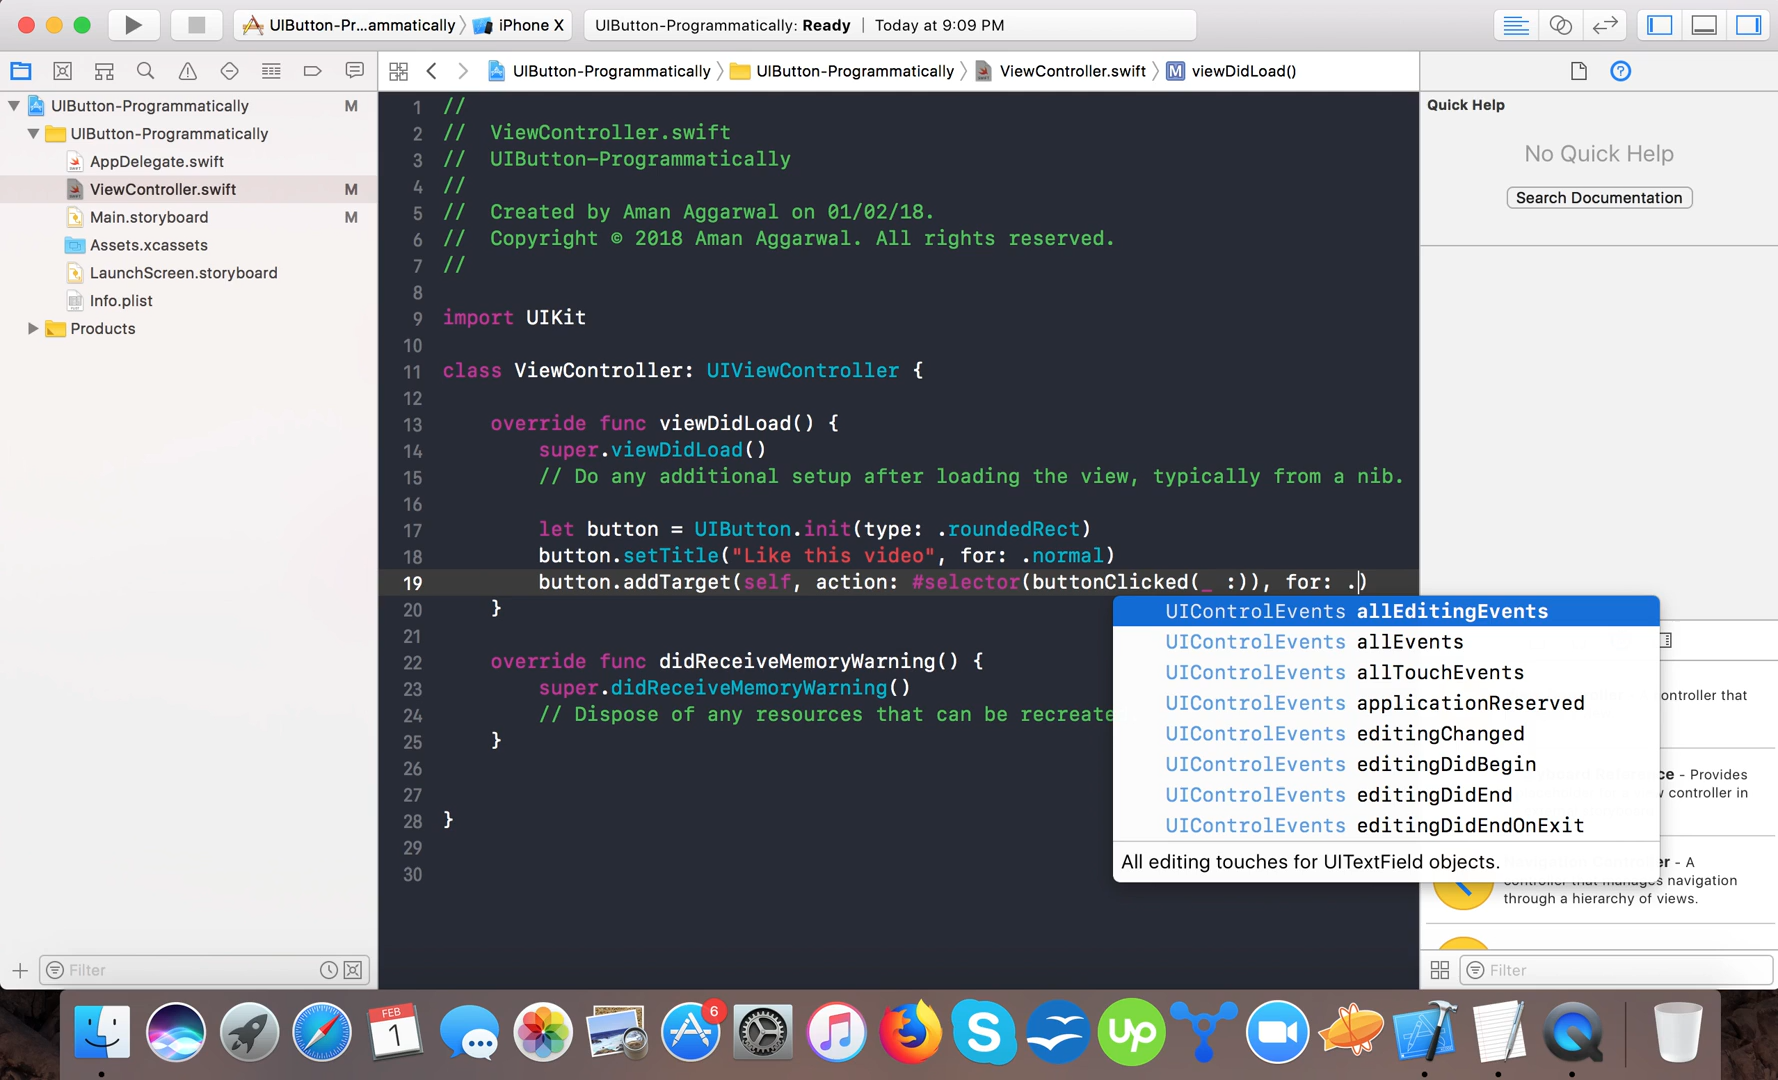 UIButton-Pr...ammatically
iPhone X
UIButton-Programmatically: Ready | Today at 9:09 PM
UIButton-Programmatically
UIButton-Programmatically
ViewController.swift
M
viewDidLoad()
UIButton-Programmatically
M
UIButton-Programmatically
AppDelegate.swift
ViewController.swift
M
Main.storyboard
M
Assets.xcassets
LaunchScreen.storyboard
Info.plist
Products
Filter
1 //
2 //  ViewController.swift
3 //  UIButton-Programmatically
4 //
5 //  Created by Aman Aggarwal on 01/02/18.
6 //  Copyright © 2018 Aman Aggarwal. All rights reserved.
7 //
8
9 import UIKit
10
11 class ViewController: UIViewController {
12
13 override func viewDidLoad() {
14 super.viewDidLoad()
15 // Do any additional setup after loading the view, typically from a nib.
16
17 let button = UIButton.init(type: .roundedRect)
18 button.setTitle("Like this video", for: .normal)
19 button.addTarget(self, action: #selector(buttonClicked(_ :)), for: .)
20 }
21
22 override func didReceiveMemoryWarning() {
23 super.didReceiveMemoryWarning()
24 // Dispose of any resources that can be recreate
25 }
26
27
28 }
29
30
UIControlEvents allEditingEvents
UIControlEvents allEvents
UIControlEvents allTouchEvents
UIControlEvents applicationReserved
UIControlEvents editingChanged
UIControlEvents editingDidBegin
UIControlEvents editingDidEnd
UIControlEvents editingDidEndOnExit
All editing touches for UITextField objects.
Quick Help
No Quick Help
Search Documentation
ontroller that
ce - Provides
controller in
r - A
controller that manages navigation
through a hierarchy of views.
Filter
FEB
1
6
Up